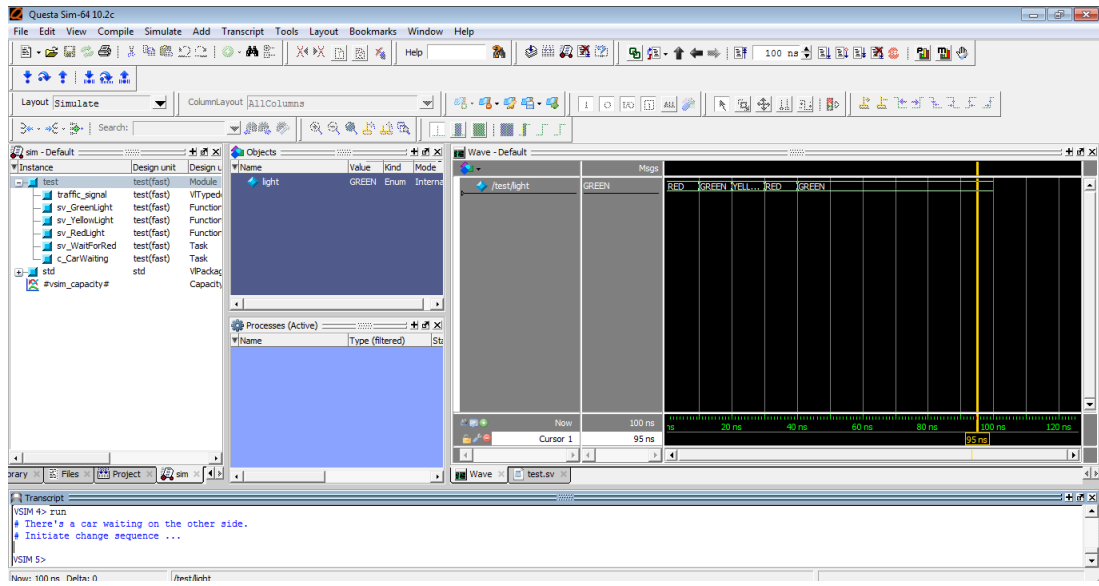 Questa Sim-64 10.2c
File Edit View Compile Simulate Add Transcript Tools Layout Bookmarks Window Help
Help
100 ns
Layout Simulate
ColumnLayout AllColumns
Search:
sim - Default
Instance Design unit Design u
test test(fast) Module
traffic_signal test(fast) VlTyped
sv_GreenLight test(fast) Function
sv_YellowLight test(fast) Function
sv_RedLight test(fast) Function
sv_WaitForRed test(fast) Task
c_CarWaiting test(fast) Task
std std VlPackag
#vsim_capacity# Capacity
Objects
Name Value Kind Mode
light GREEN Enum Interna
Processes (Active)
Name Type (filtered) Sta
Wave - Default
Msgs
/test/light GREEN RED GREEN YELL... RED GREEN
Now 100 ns ns 20 ns 40 ns 60 ns 80 ns 100 ns 120 ns
Cursor 1 95 ns 95 ns
rary Files Project sim
Wave test.sv
Transcript
VSIM 4> run
# There's a car waiting on the other side.
# Initiate change sequence ...
VSIM 5>
Now: 100 ns Delta: 0 /test/light